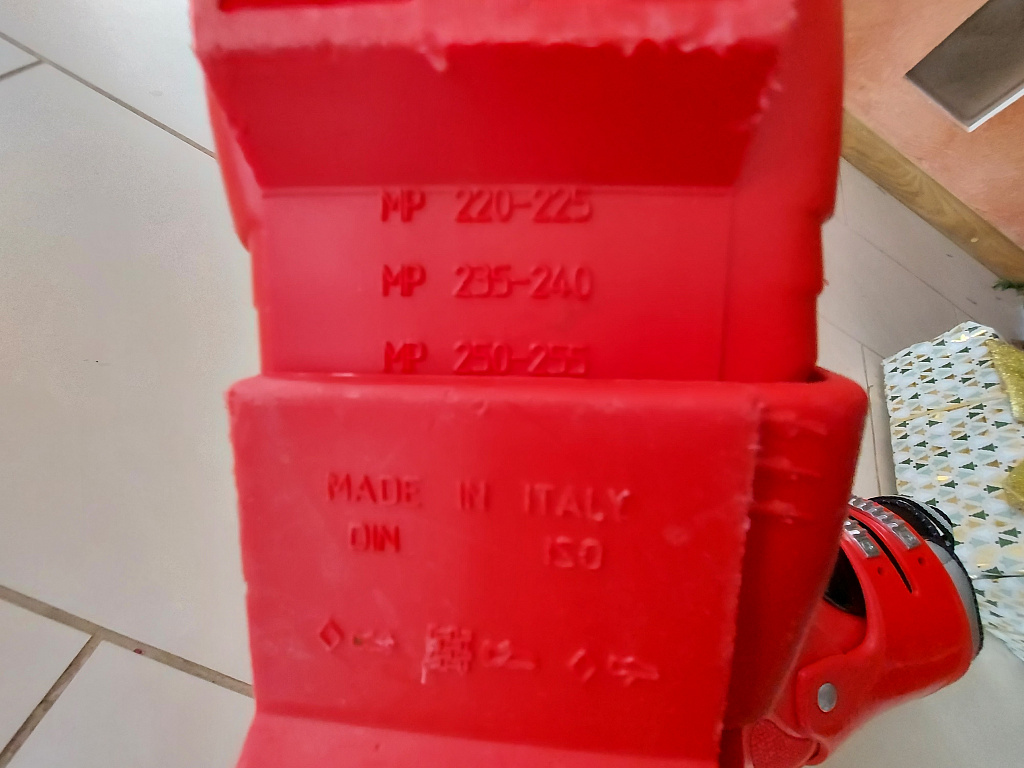 MP 220-225
MP 235-240
MP 250-255
MADE IN ITALY
DIN ISO